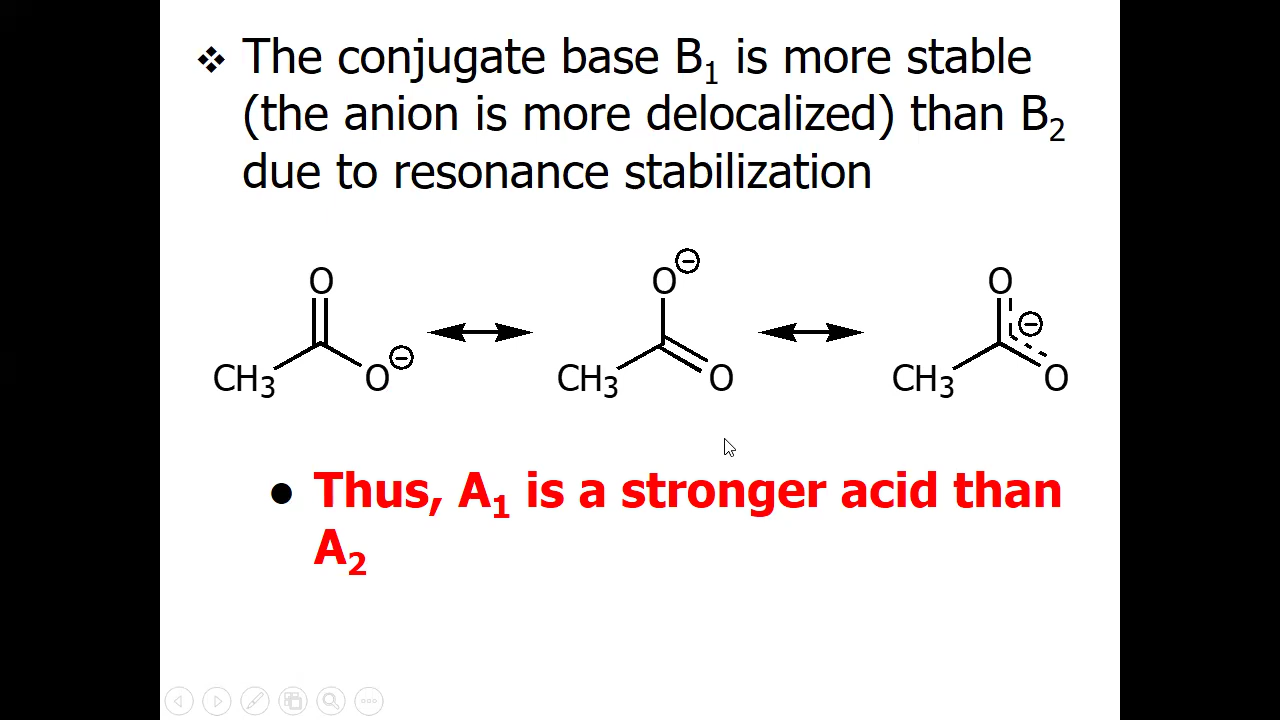 ❖ The conjugate base B₁ is more stable
(the anion is more delocalized) than B₂
due to resonance stabilization
O O⊖ O
⊖
CH₃ O⊖ CH₃ O CH₃ O
● Thus, A₁ is a stronger acid than
A₂